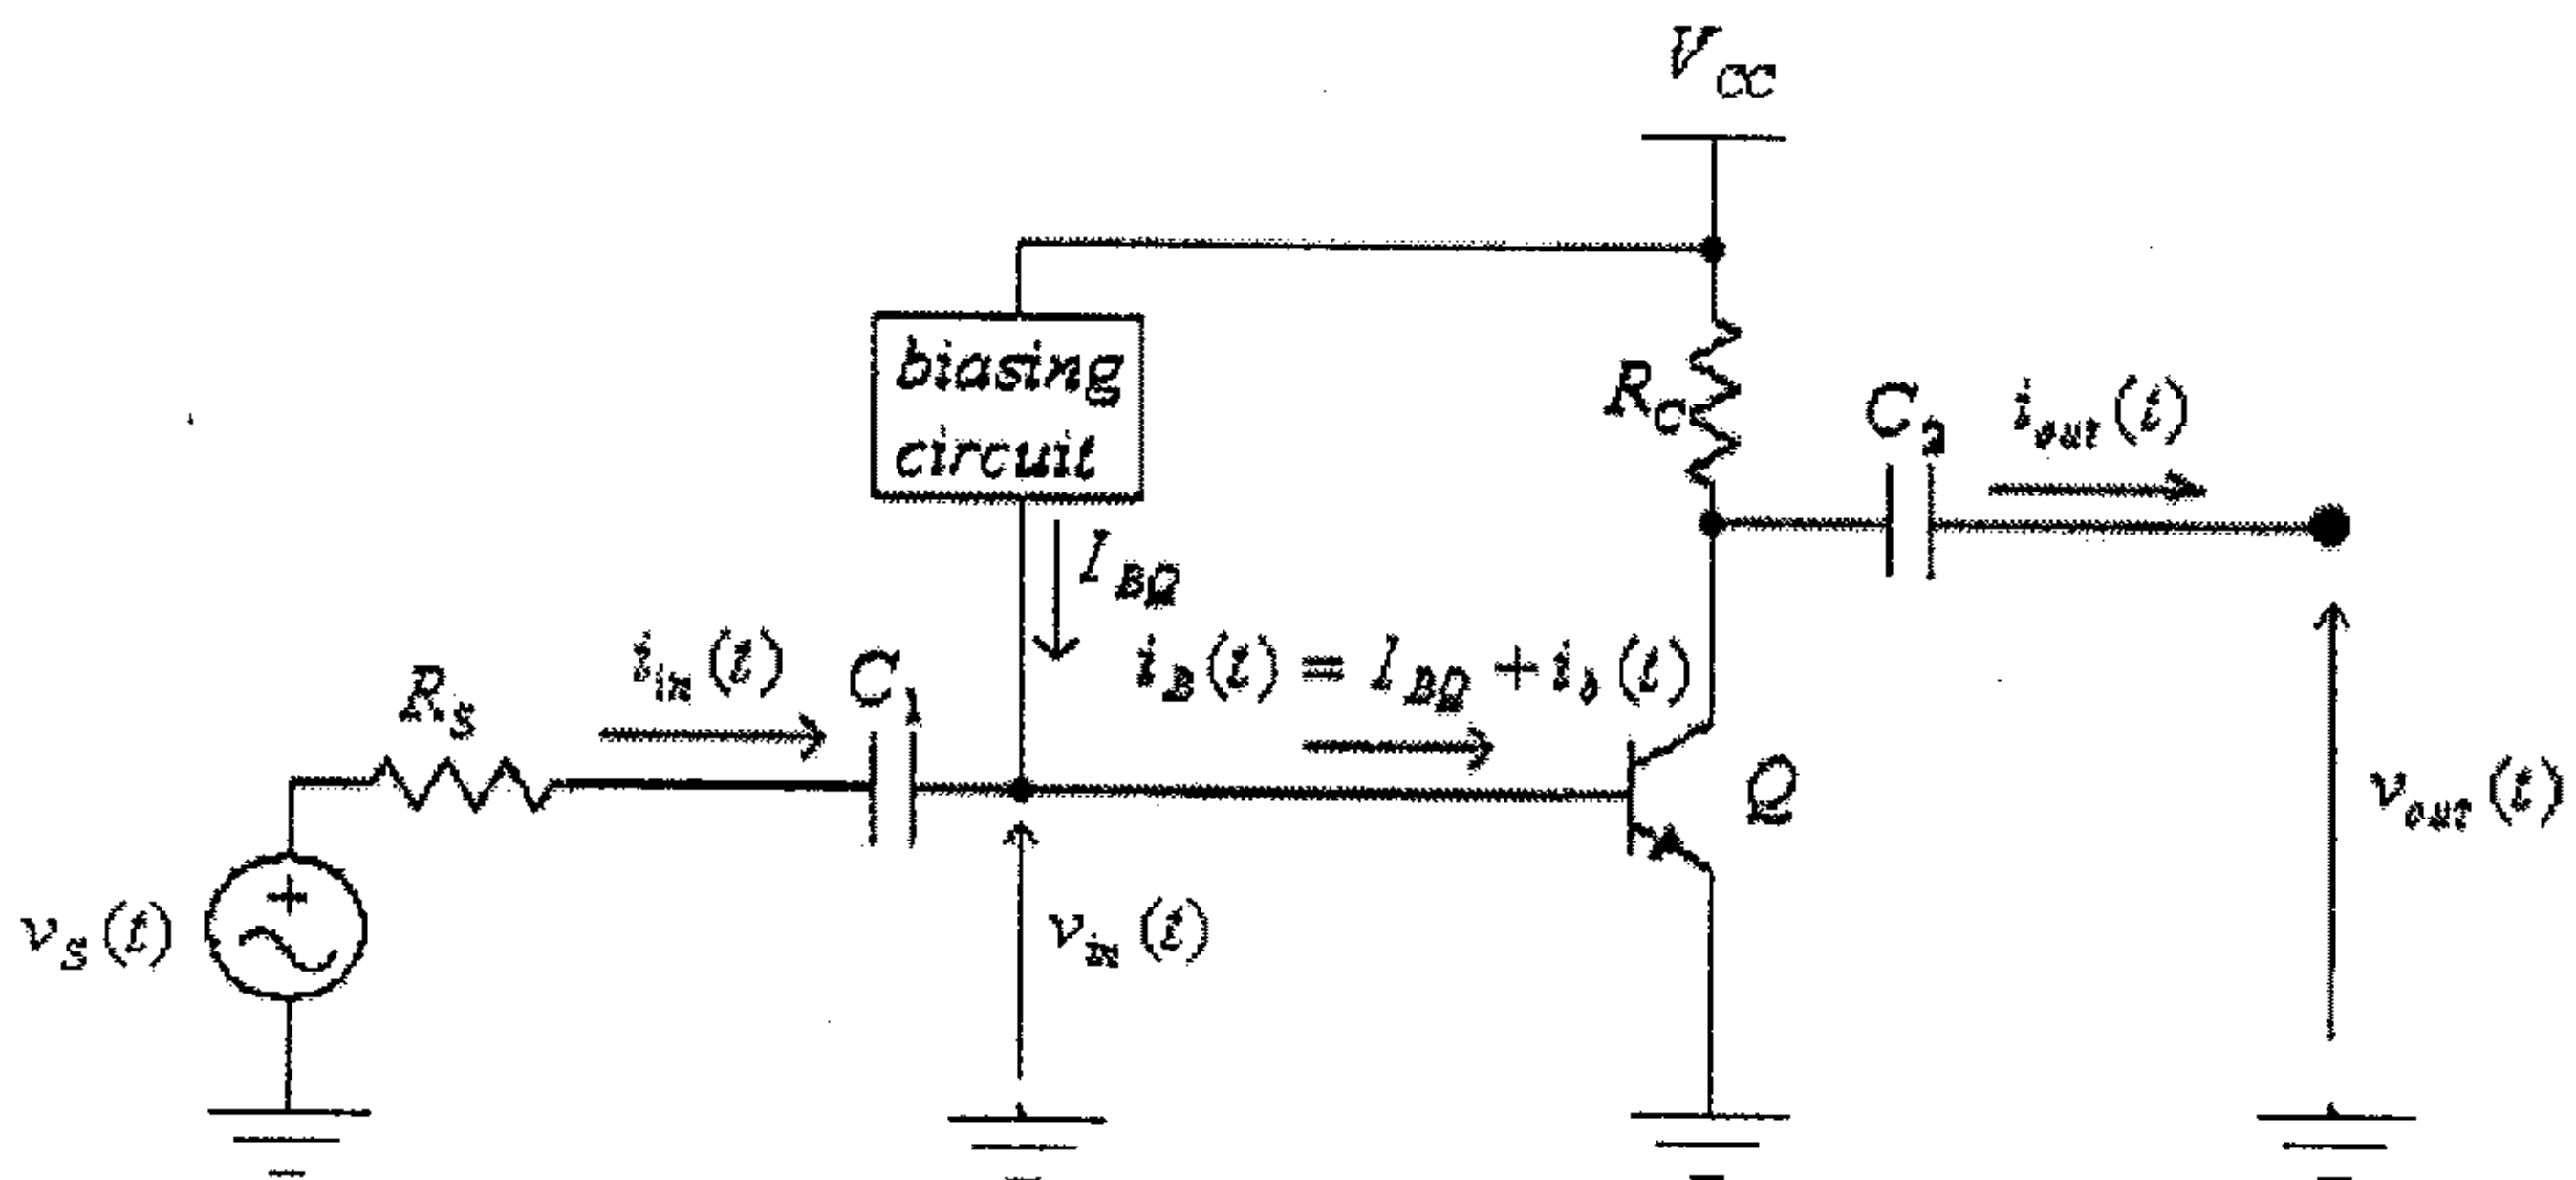 V_CC
biasing
circuit
R_C
C_2
i_out(t)
I_BQ
i_in(t)
C_1
i_B(t) = I_BQ + i_b(t)
R_S
Q
+
v_S(t)
v_in(t)
v_out(t)